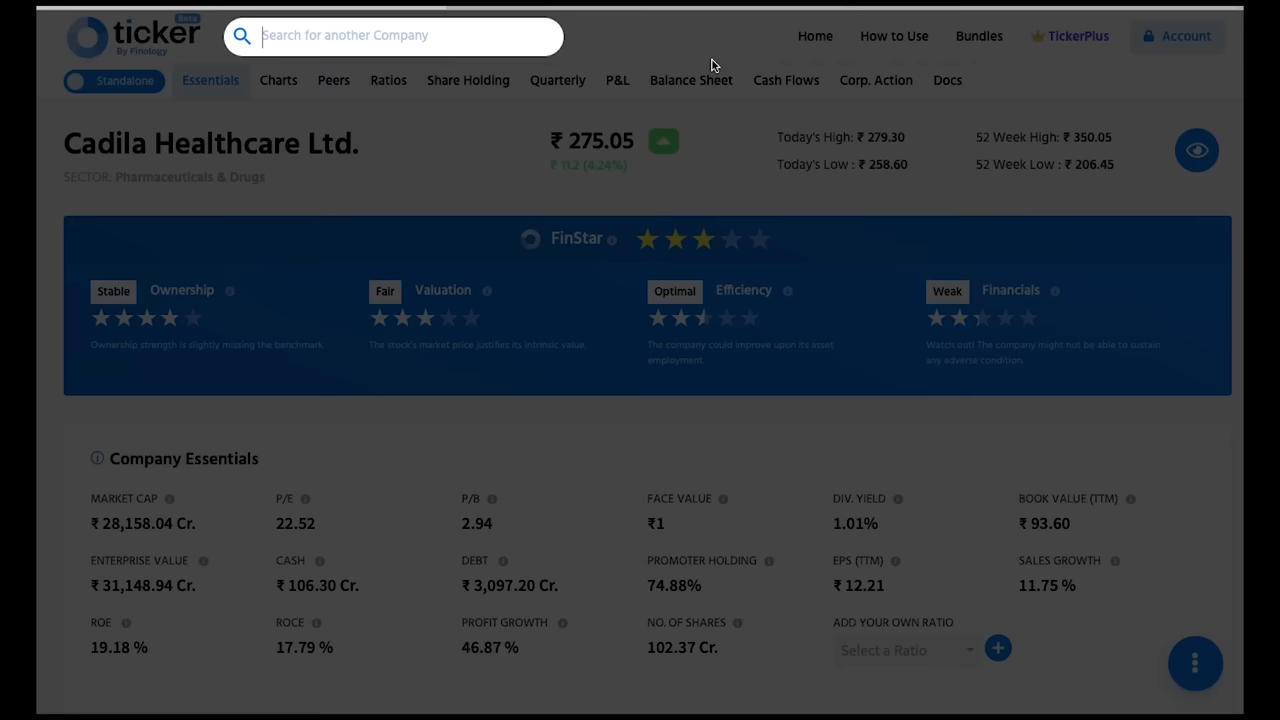 ticker Beta
By Finology
Search for another Company
Home How to Use Bundles TickerPlus Account
Standalone Essentials Charts Peers Ratios Share Holding Quarterly P&L Balance Sheet Cash Flows Corp. Action Docs
Cadila Healthcare Ltd.
SECTOR: Pharmaceuticals & Drugs
₹ 275.05
₹ 11.2 (4.24%)
Today's High: ₹ 279.30
Today's Low : ₹ 258.60
52 Week High: ₹ 350.05
52 Week Low : ₹ 206.45
FinStar
Stable Ownership
Ownership strength is slightly missing the benchmark.
Fair Valuation
The stock's market price justifies its intrinsic value.
Optimal Efficiency
The company could improve upon its asset
employment.
Weak Financials
Watch out! The company might not be able to sustain
any adverse condition.
Company Essentials
MARKET CAP P/E P/B FACE VALUE DIV. YIELD BOOK VALUE (TTM)
₹ 28,158.04 Cr. 22.52 2.94 ₹1 1.01% ₹ 93.60
ENTERPRISE VALUE CASH DEBT PROMOTER HOLDING EPS (TTM) SALES GROWTH
₹ 31,148.94 Cr. ₹ 106.30 Cr. ₹ 3,097.20 Cr. 74.88% ₹ 12.21 11.75 %
ROE ROCE PROFIT GROWTH NO. OF SHARES ADD YOUR OWN RATIO
19.18 % 17.79 % 46.87 % 102.37 Cr. Select a Ratio